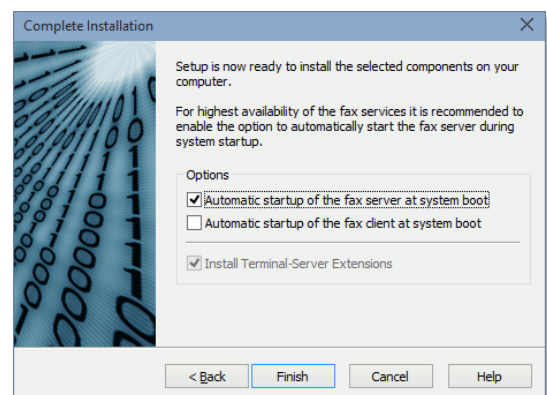 Complete Installation
Setup is now ready to install the selected components on your
computer.
For highest availability of the fax services it is recommended to
enable the option to automatically start the fax server during
system startup.
Options
Automatic startup of the fax server at system boot
Automatic startup of the fax client at system boot
Install Terminal-Server Extensions
< Back
Finish
Cancel
Help